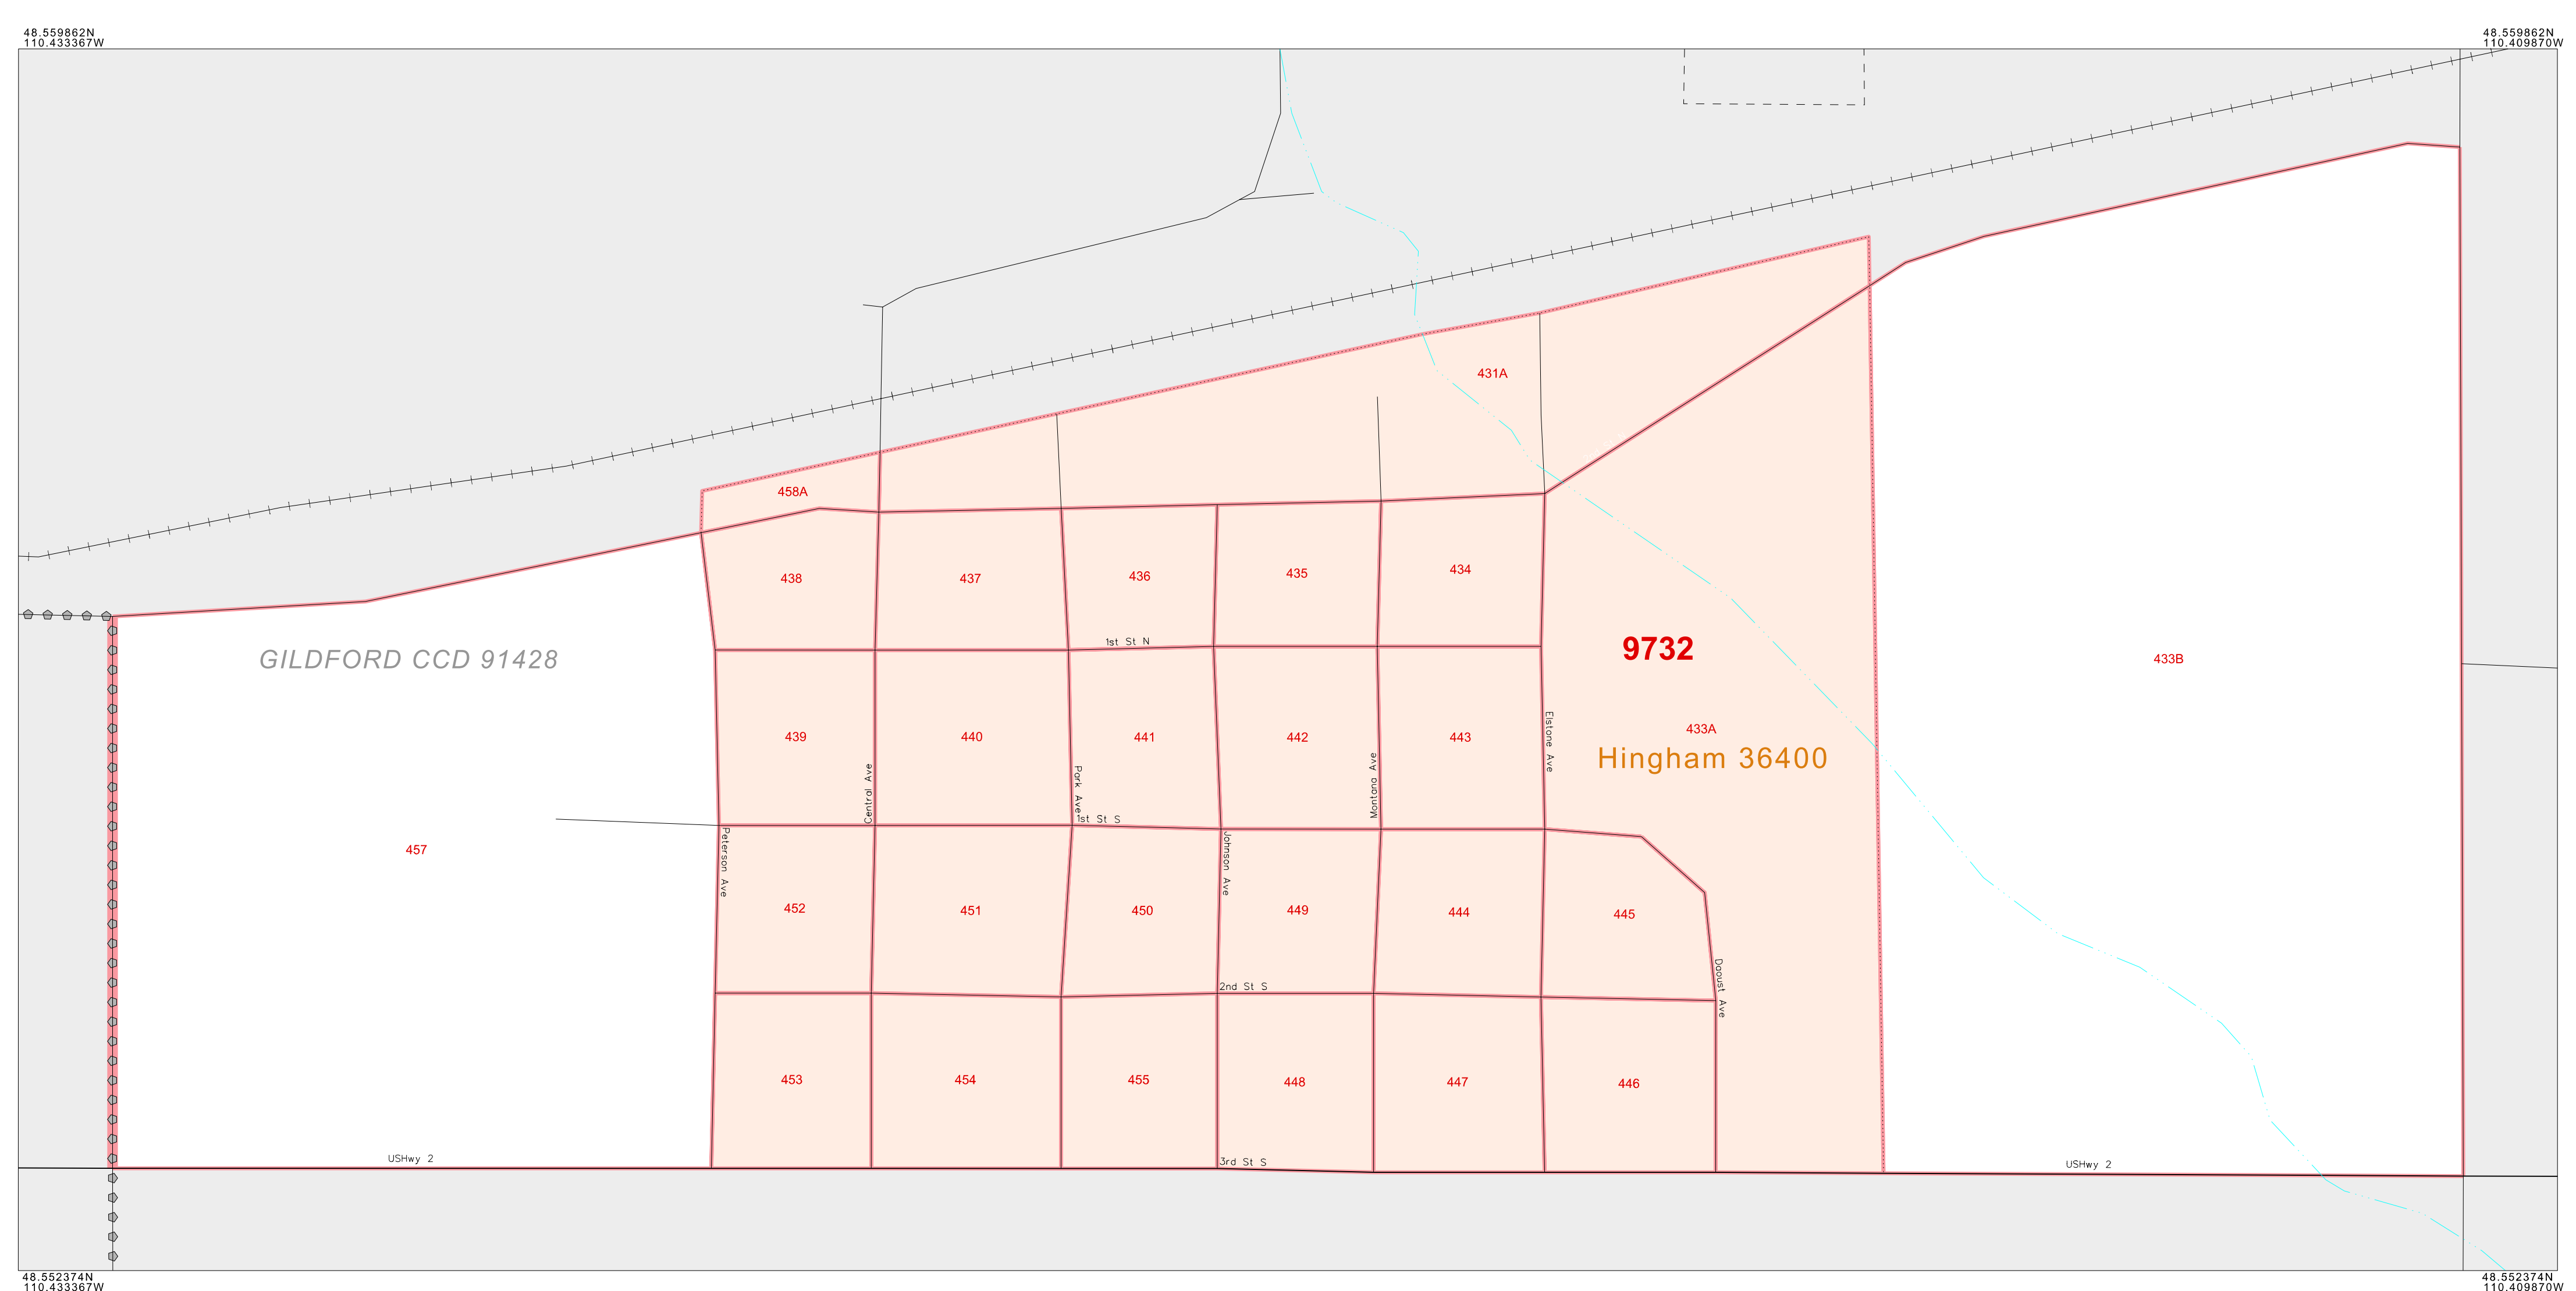 48.559862N
110.433367W
48.559862N
110.409870W
431A
458A
438
437
436
435
434
1st St N
9732
GILDFORD CCD 91428
433B
433A
Hingham 36400
439
440
441
442
443
Elstone Ave
Central Ave
Park Ave
Montana Ave
1st St S
457
Peterson Ave
Johnson Ave
452
451
450
449
444
445
Daoust Ave
2nd St S
453
454
455
448
447
446
USHwy 2
3rd St S
USHwy 2
48.552374N
110.433367W
48.552374N
110.409870W